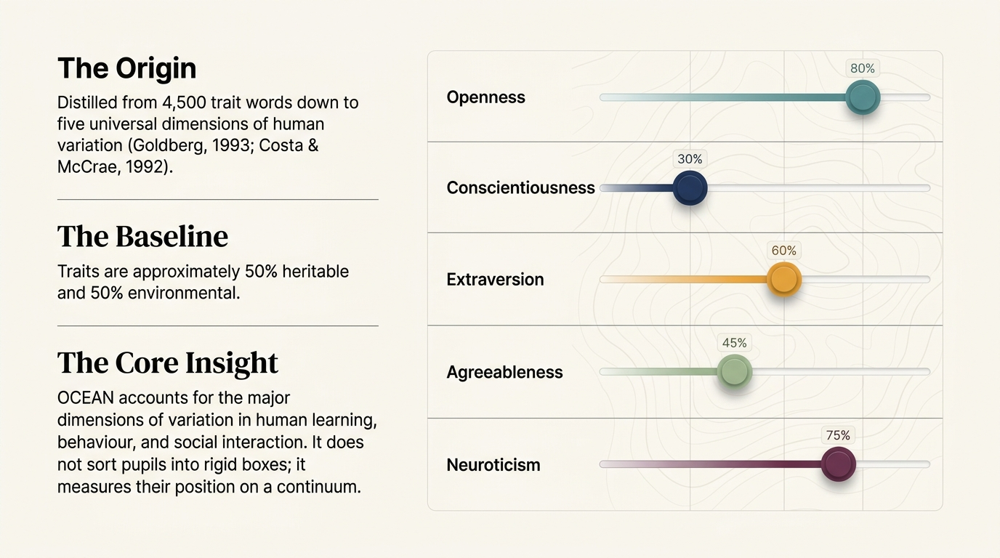 The Origin
Distilled from 4,500 trait words down to
five universal dimensions of human
variation (Goldberg, 1993; Costa &
McCrae, 1992).
The Baseline
Traits are approximately 50% heritable
and 50% environmental.
The Core Insight
OCEAN accounts for the major
dimensions of variation in human learning,
behaviour, and social interaction. It does
not sort pupils into rigid boxes; it
measures their position on a continuum.
80%
Openness
30%
Conscientiousness
60%
Extraversion
45%
Agreeableness
75%
Neuroticism